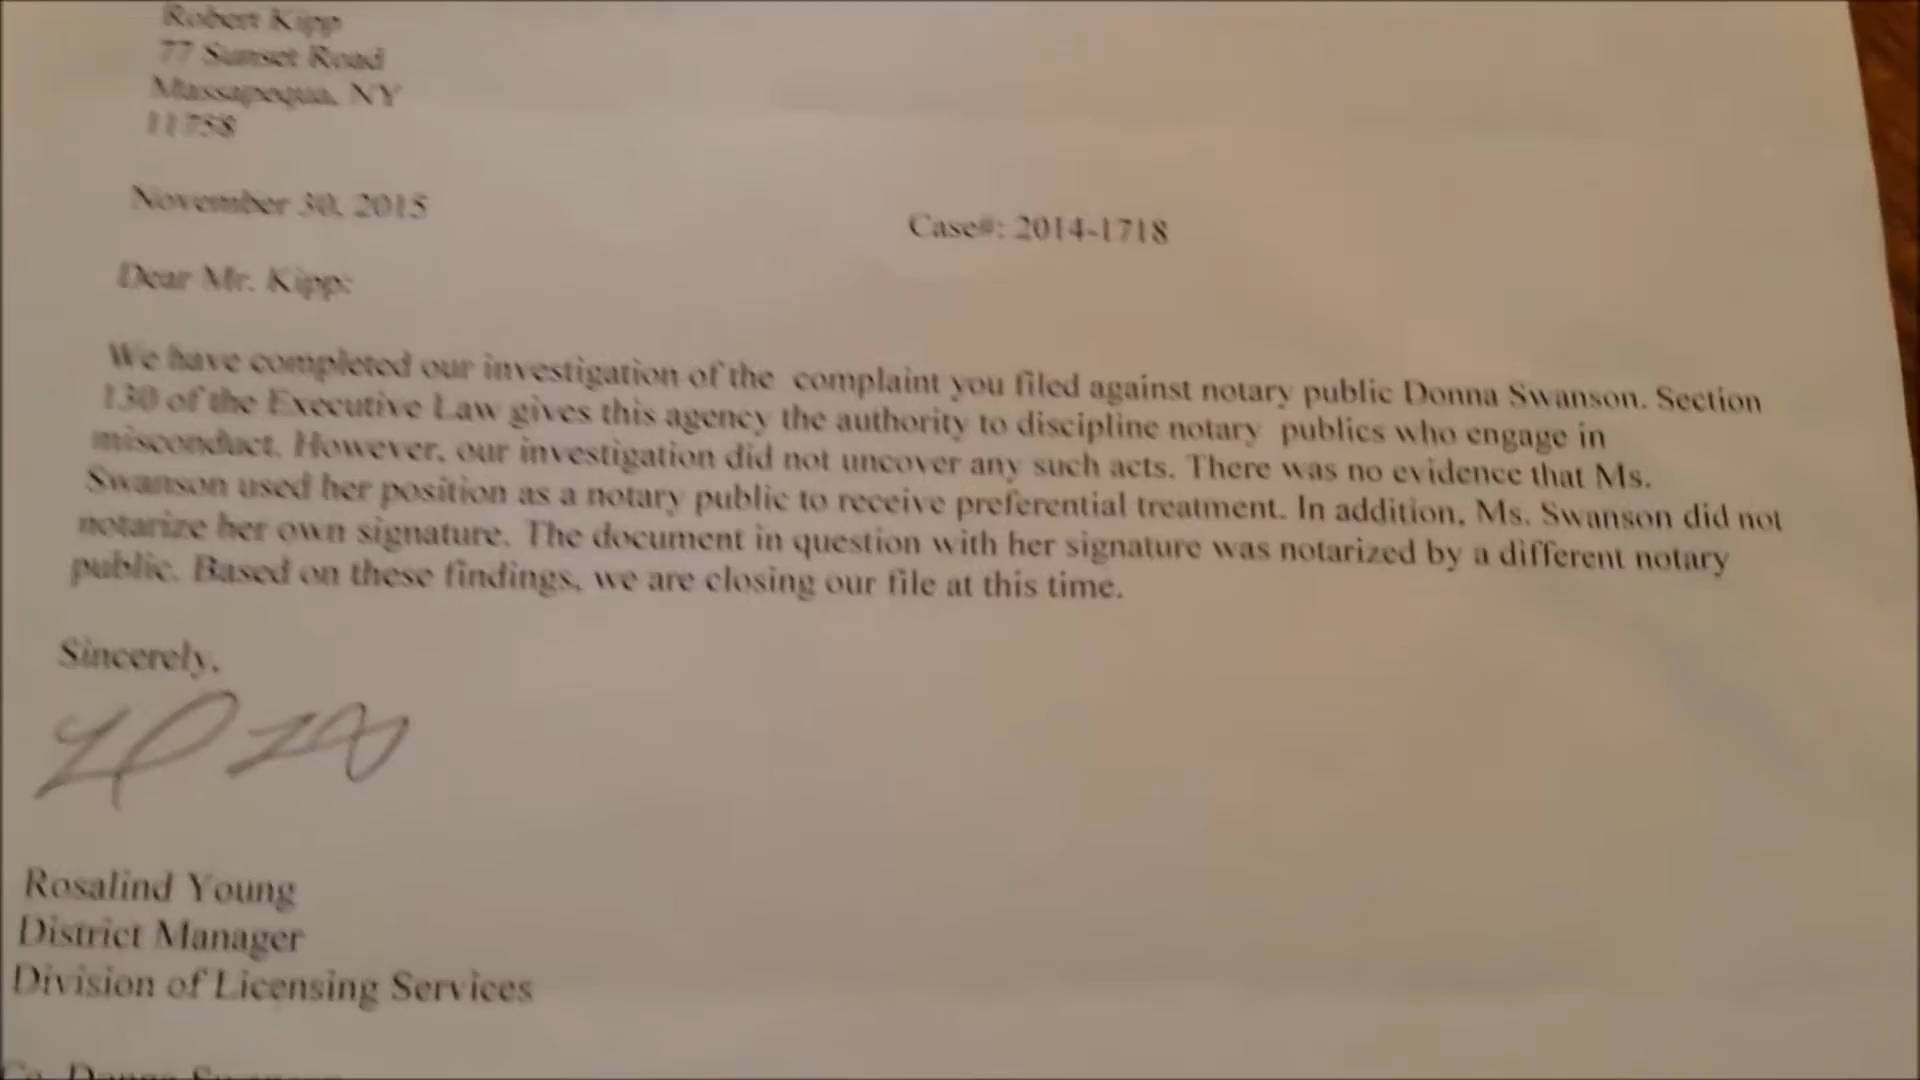 Robert Kipp
77 Sunset Road
Massapequa, NY
11758
November 30, 2015
Case#: 2014-1718
Dear Mr. Kipp:
We have completed our investigation of the complaint you filed against notary public Donna Swanson. Section
130 of the Executive Law gives this agency the authority to discipline notary publics who engage in
misconduct. However, our investigation did not uncover any such acts. There was no evidence that Ms.
Swanson used her position as a notary public to receive preferential treatment. In addition, Ms. Swanson did not
notarize her own signature. The document in question with her signature was notarized by a different notary
public. Based on these findings, we are closing our file at this time.
Sincerely,
Rosalind Young
District Manager
Division of Licensing Services
Donna Swanson